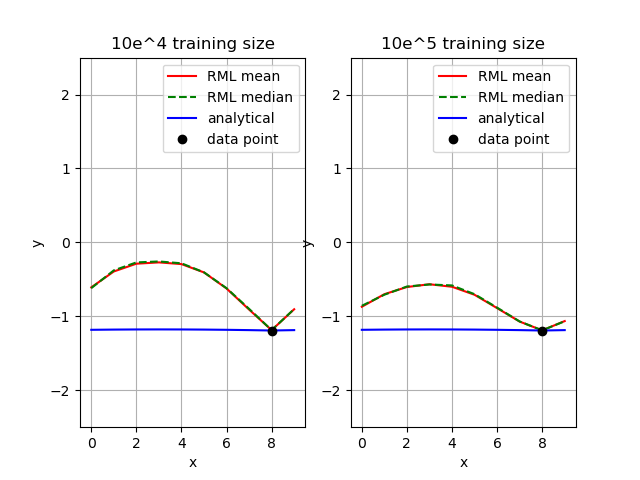 10e^4 training size
RML mean
RML median
analytical
data point
2
1
0
−1
−2
y
0
2
4
6
8
x
10e^5 training size
RML mean
RML median
analytical
data point
2
1
0
−1
−2
y
0
2
4
6
8
x